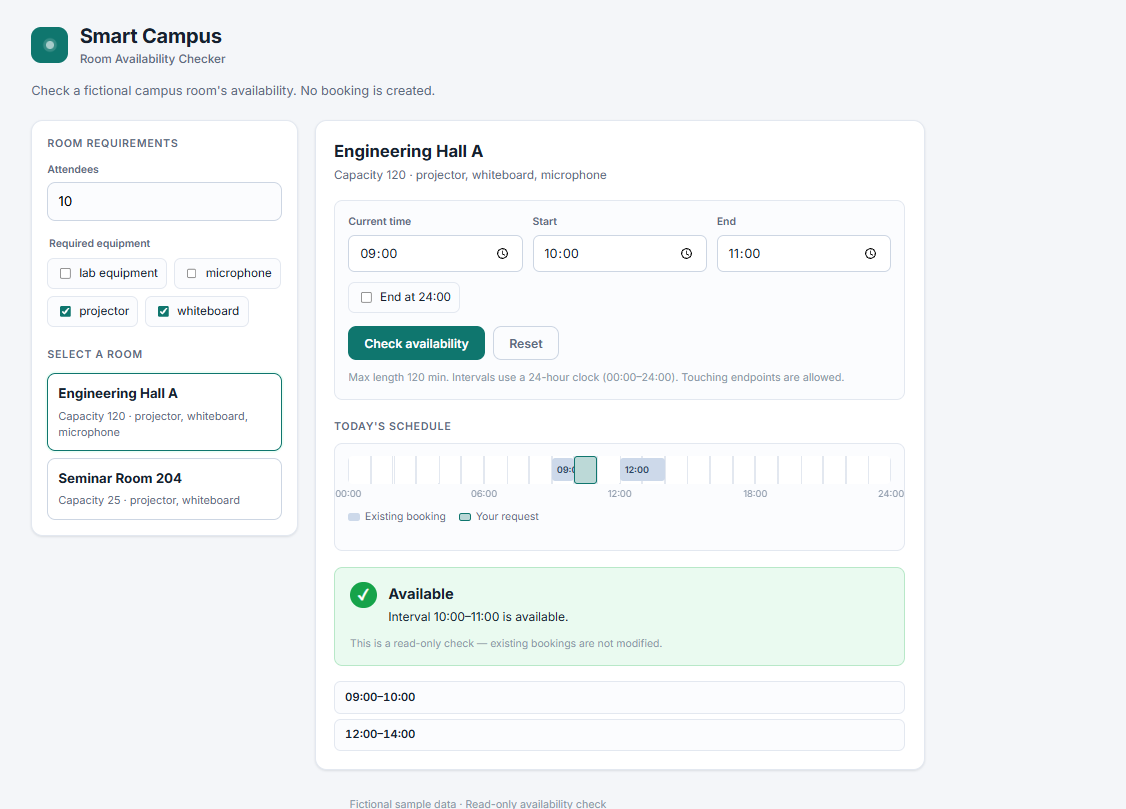 Smart Campus
Room Availability Checker
Check a fictional campus room's availability. No booking is created.
ROOM REQUIREMENTS
Attendees
10
Required equipment
lab equipment
microphone
projector
whiteboard
SELECT A ROOM
Engineering Hall A
Capacity 120 · projector, whiteboard,
microphone
Seminar Room 204
Capacity 25 · projector, whiteboard
Engineering Hall A
Capacity 120 · projector, whiteboard, microphone
Current time
Start
End
09:00
10:00
11:00
End at 24:00
Check availability
Reset
Max length 120 min. Intervals use a 24-hour clock (00:00–24:00). Touching endpoints are allowed.
TODAY'S SCHEDULE
12:00
00:00
06:00
12:00
18:00
24:00
Existing booking
Your request
Available
Interval 10:00–11:00 is available.
This is a read-only check — existing bookings are not modified.
09:00–10:00
12:00–14:00
Fictional sample data · Read-only availability check